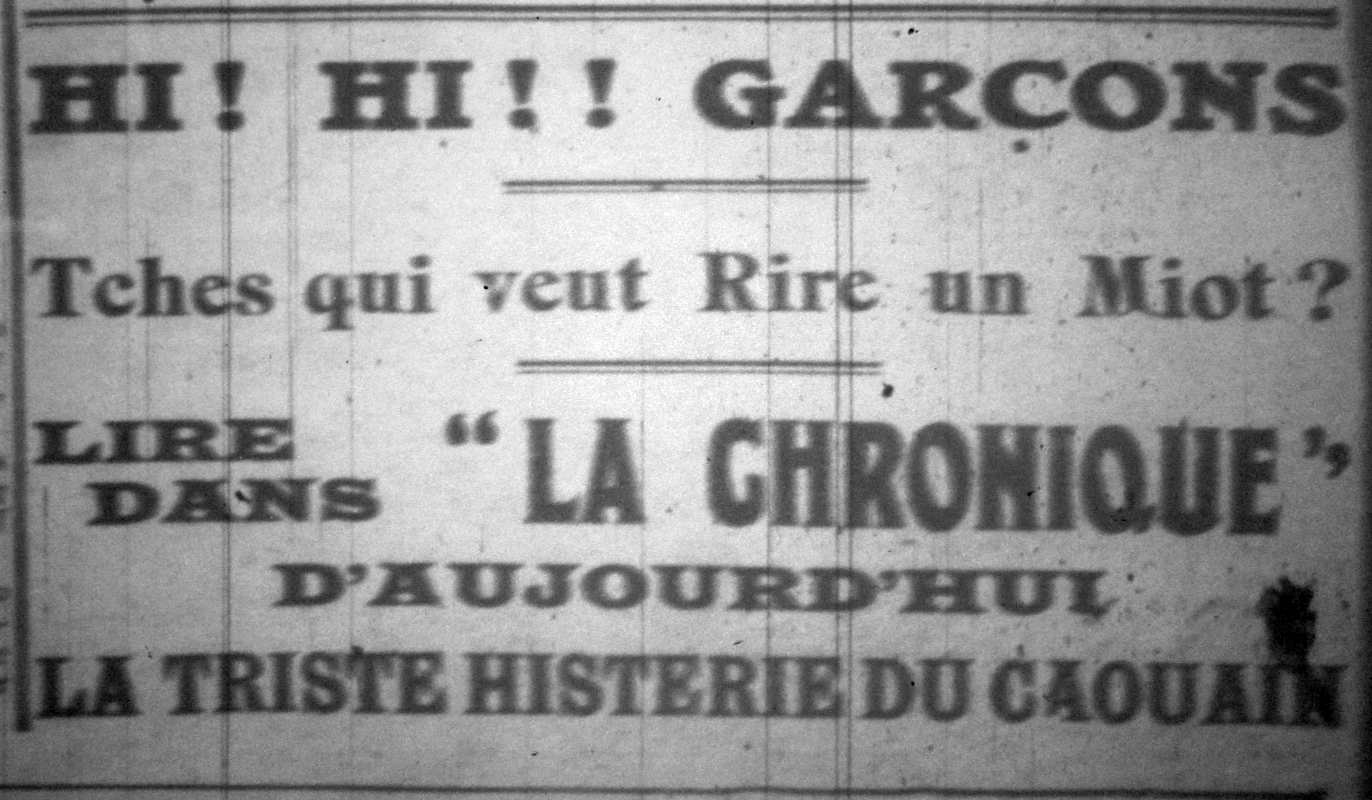 HI! HI!! GARCONS
Tches qui veut Rire un Miot?
LIRE
DANS
“LA CHRONIQUE”
D'AUJOURD'HUI
LA TRISTE HISTERIE DU CAOUAIN